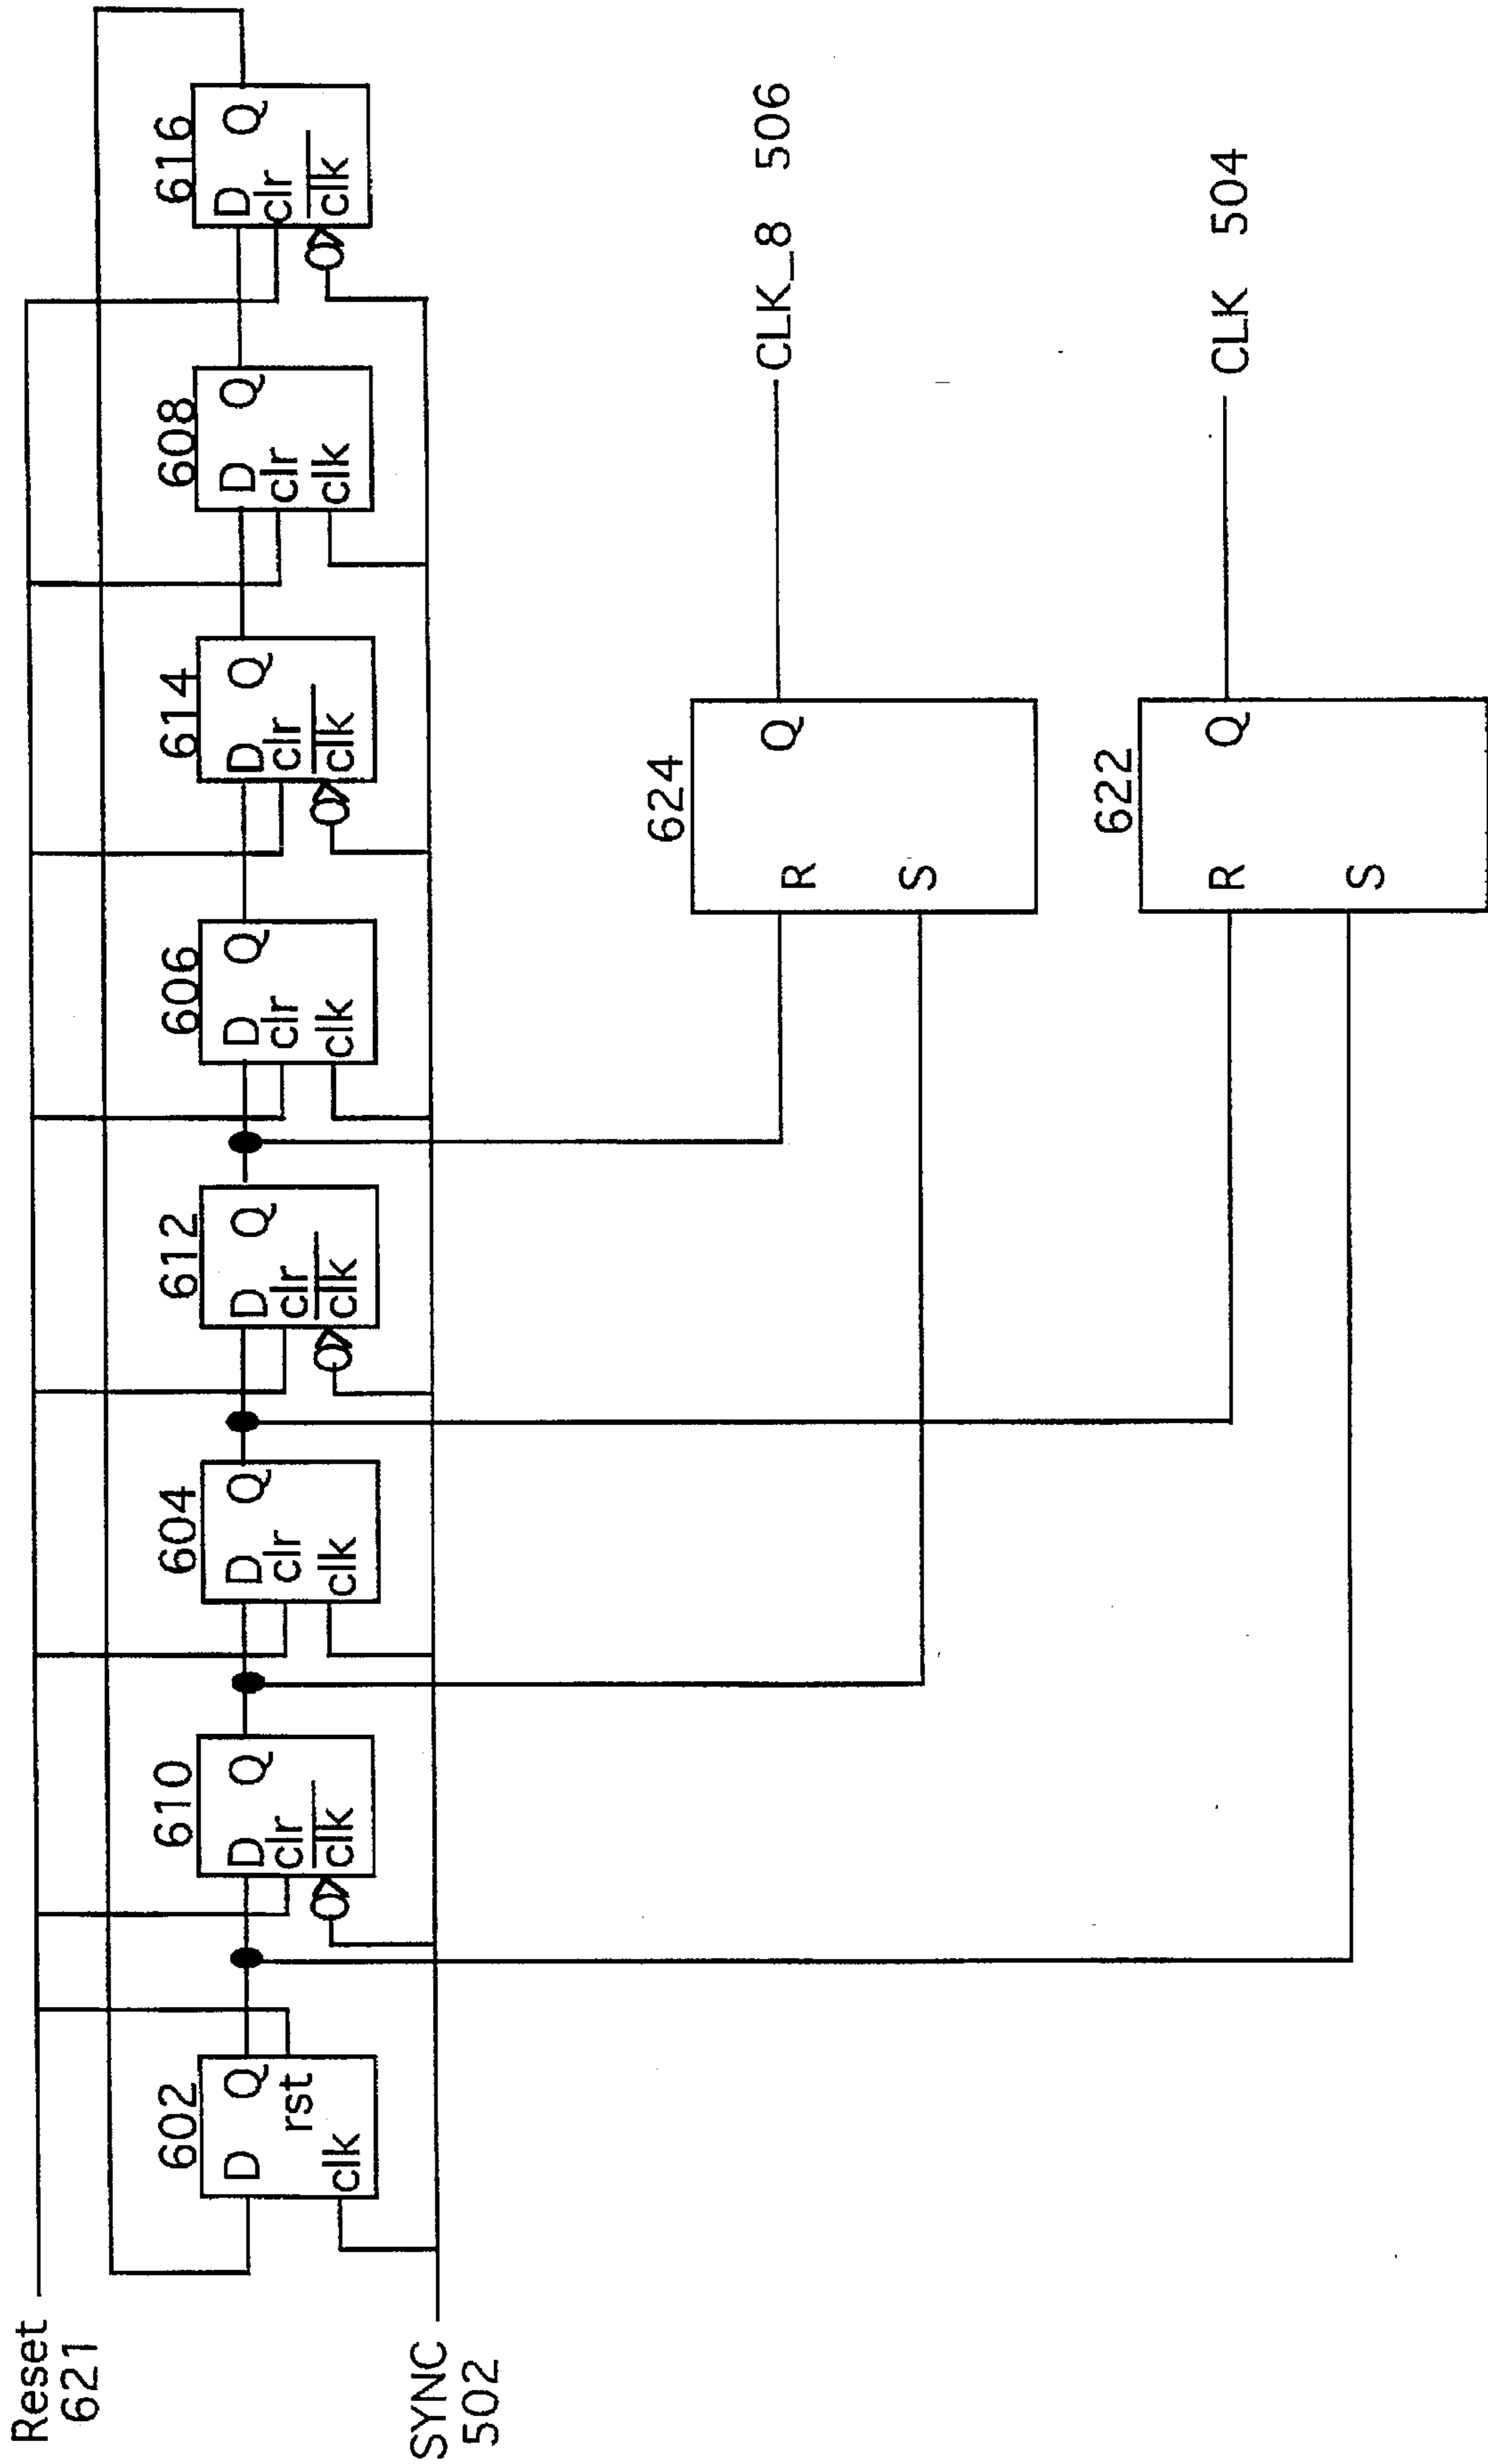 Reset
621
SYNC
502
602
D Q
rst
clk
610
D Q
clr
clk
604
D Q
clr
clk
612
D Q
clr
clk
606
D Q
clr
clk
614
D Q
clr
clk
608
D Q
clr
clk
616
D Q
clr
clk
624
R Q
S
CLK_8 506
622
R Q
S
CLK 504